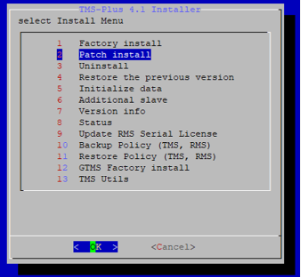 TMS-Plus 4.1 Installer
select Install Menu
1 Factory install
2 Patch install
3 Uninstall
4 Restore the previous version
5 Initialize data
6 Additional slave
7 Version info
8 Status
9 Update RMS Serial License
10 Backup Policy (TMS, RMS)
11 Restore Policy (TMS, RMS)
12 GTMS Factory install
13 TMS Utils
< OK > <Cancel>